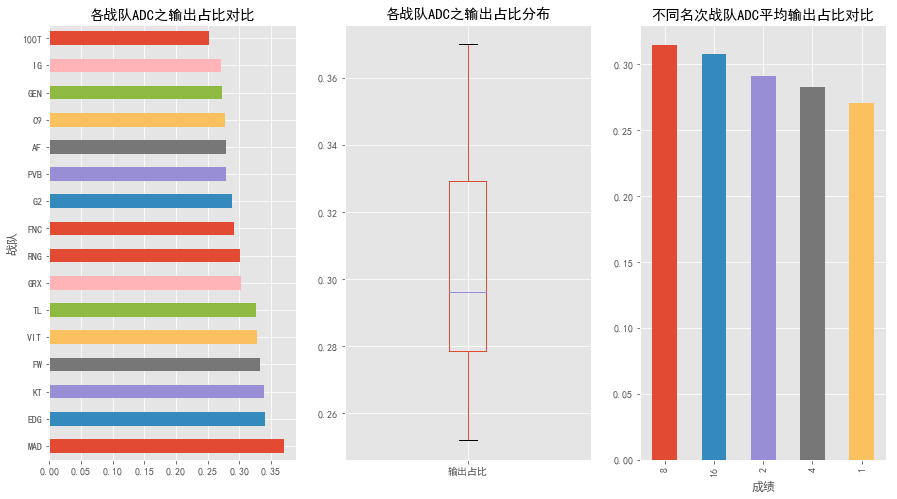 各战队ADC之输出占比对比
战队
100T
IG
GEN
C9
AF
PVB
G2
FNC
RNG
GRX
TL
VIT
FW
KT
EDG
MAD
0.00 0.05 0.10 0.15 0.20 0.25 0.30 0.35
各战队ADC之输出占比分布
0.36
0.34
0.32
0.30
0.28
0.26
输出占比
不同名次战队ADC平均输出占比对比
0.30
0.25
0.20
0.15
0.10
0.05
0.00
8 16 2 4 1
成绩